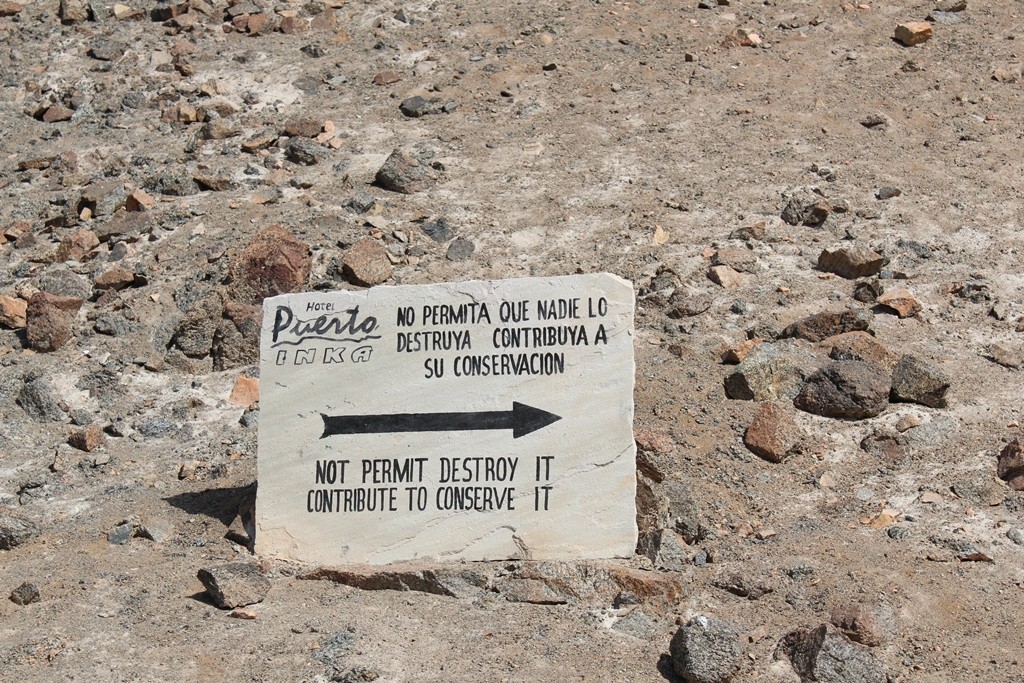 Hotel
Puerto
INKA
NO PERMITA QUE NADIE LO
DESTRUYA CONTRIBUYA A
SU CONSERVACION
NOT PERMIT DESTROY IT
CONTRIBUTE TO CONSERVE IT